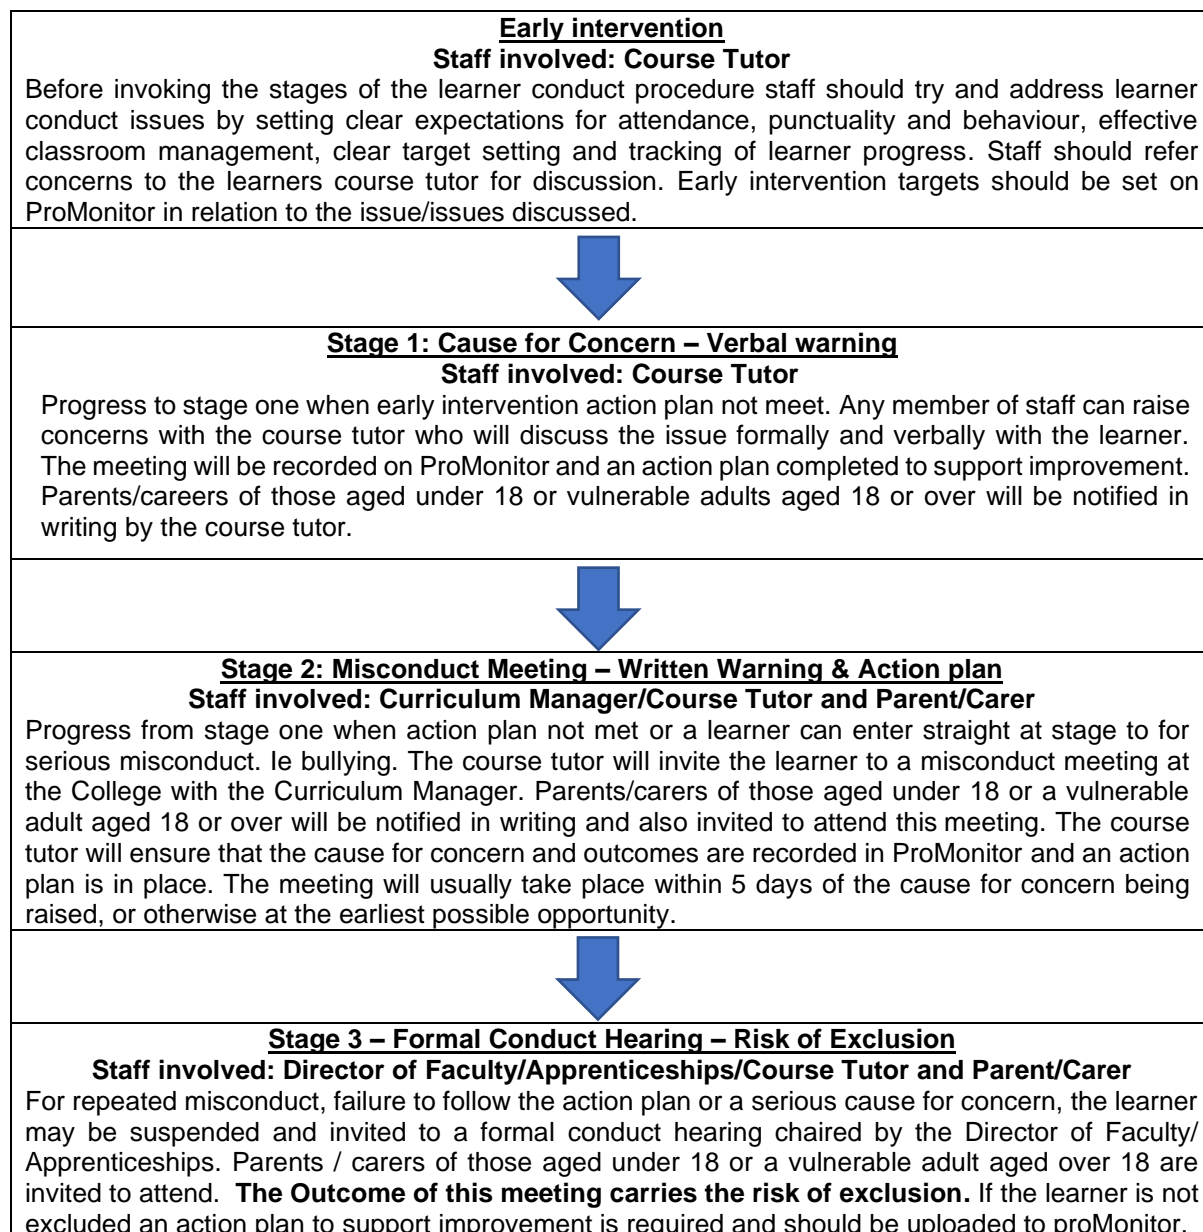 Early intervention
Staff involved: Course Tutor
Before invoking the stages of the learner conduct procedure staff should try and address learner
conduct issues by setting clear expectations for attendance, punctuality and behaviour, effective
classroom management, clear target setting and tracking of learner progress. Staff should refer
concerns to the learners course tutor for discussion. Early intervention targets should be set on
ProMonitor in relation to the issue/issues discussed.
Stage 1: Cause for Concern – Verbal warning
Staff involved: Course Tutor
Progress to stage one when early intervention action plan not meet. Any member of staff can raise
concerns with the course tutor who will discuss the issue formally and verbally with the learner.
The meeting will be recorded on ProMonitor and an action plan completed to support improvement.
Parents/careers of those aged under 18 or vulnerable adults aged 18 or over will be notified in
writing by the course tutor.
Stage 2: Misconduct Meeting – Written Warning & Action plan
Staff involved: Curriculum Manager/Course Tutor and Parent/Carer
Progress from stage one when action plan not met or a learner can enter straight at stage to for
serious misconduct. Ie bullying. The course tutor will invite the learner to a misconduct meeting at
the College with the Curriculum Manager. Parents/carers of those aged under 18 or a vulnerable
adult aged 18 or over will be notified in writing and also invited to attend this meeting. The course
tutor will ensure that the cause for concern and outcomes are recorded in ProMonitor and an action
plan is in place. The meeting will usually take place within 5 days of the cause for concern being
raised, or otherwise at the earliest possible opportunity.
Stage 3 – Formal Conduct Hearing – Risk of Exclusion
Staff involved: Director of Faculty/Apprenticeships/Course Tutor and Parent/Carer
For repeated misconduct, failure to follow the action plan or a serious cause for concern, the learner
may be suspended and invited to a formal conduct hearing chaired by the Director of Faculty/
Apprenticeships. Parents / carers of those aged under 18 or a vulnerable adult aged over 18 are
invited to attend. The Outcome of this meeting carries the risk of exclusion. If the learner is not
excluded an action plan to support improvement is required and should be uploaded to proMonitor.